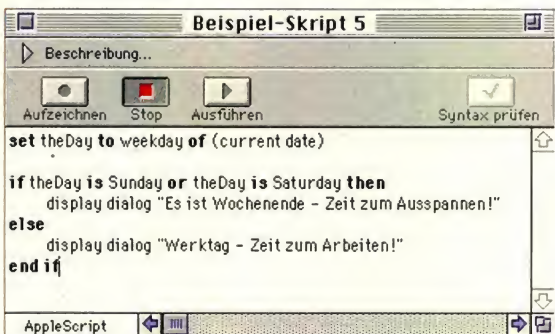 Beispiel-Skript 5
Beschreibung...
Aufzeichnen Stop Ausführen Syntax prüfen
set theDay to weekday of (current date)
if theDay is Sunday or theDay is Saturday then
display dialog "Es ist Wochenende - Zeit zum Ausspannen!"
else
display dialog "Werktag - Zeit zum Arbeiten!"
end if
AppleScript